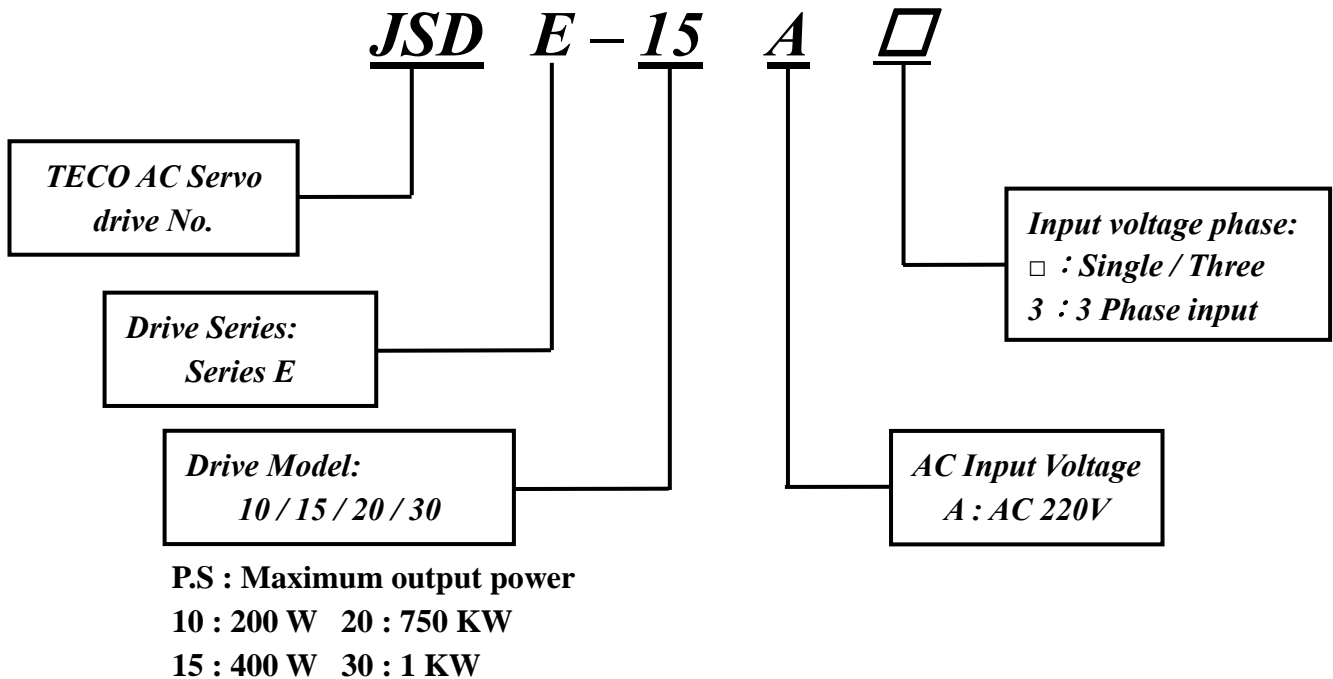 JSD E – 15 A □
TECO AC Servo
drive No.
Input voltage phase:
□ : Single / Three
3 : 3 Phase input
Drive Series:
Series E
Drive Model:
10 / 15 / 20 / 30
AC Input Voltage
A : AC 220V
P.S : Maximum output power
10 : 200 W 20 : 750 KW
15 : 400 W 30 : 1 KW